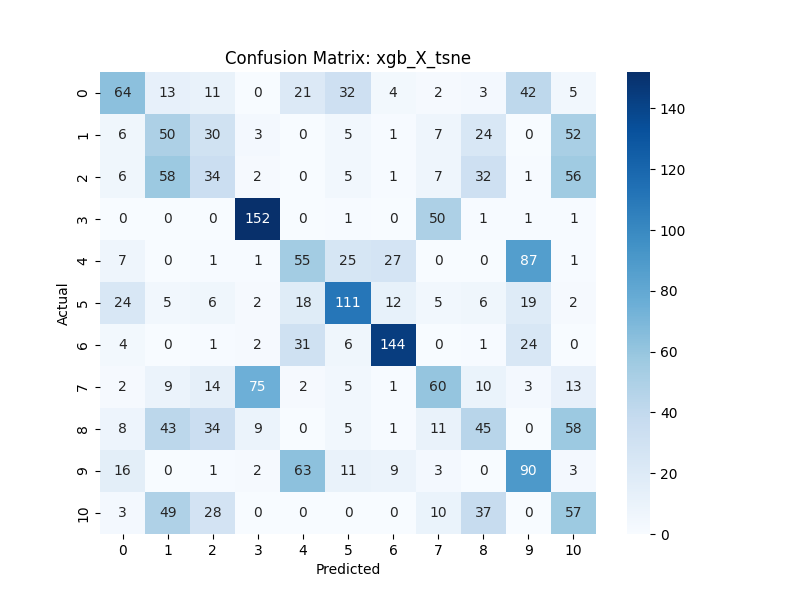 Confusion Matrix: xgb_X_tsne
0 64 13 11 0 21 32 4 2 3 42 5
1 6 50 30 3 0 5 1 7 24 0 52
2 6 58 34 2 0 5 1 7 32 1 56
3 0 0 0 152 0 1 0 50 1 1 1
4 7 0 1 1 55 25 27 0 0 87 1
5 24 5 6 2 18 111 12 5 6 19 2
6 4 0 1 2 31 6 144 0 1 24 0
7 2 9 14 75 2 5 1 60 10 3 13
8 8 43 34 9 0 5 1 11 45 0 58
9 16 0 1 2 63 11 9 3 0 90 3
10 3 49 28 0 0 0 0 10 37 0 57
0 1 2 3 4 5 6 7 8 9 10
Predicted
Actual
140
120
100
80
60
40
20
0